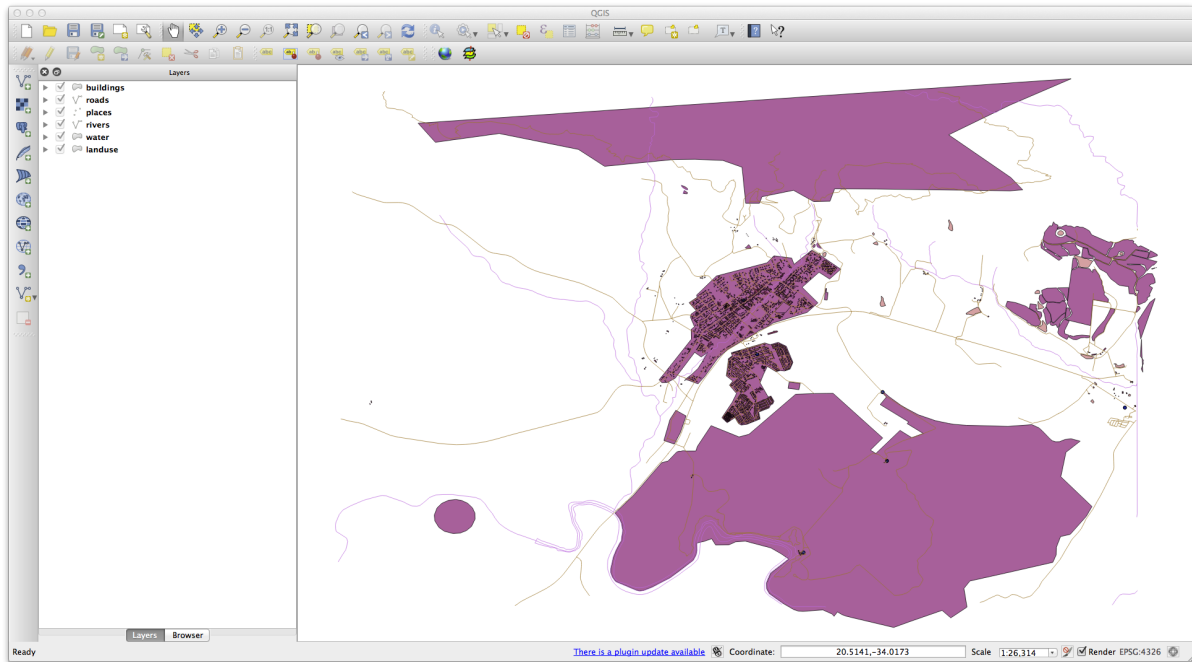 QGIS
Layers
buildings
roads
places
rivers
water
landuse
Layers Browser
Ready There is a plugin update available Coordinate: 20.5141,-34.0173 Scale 1:26,314 Render EPSG:4326